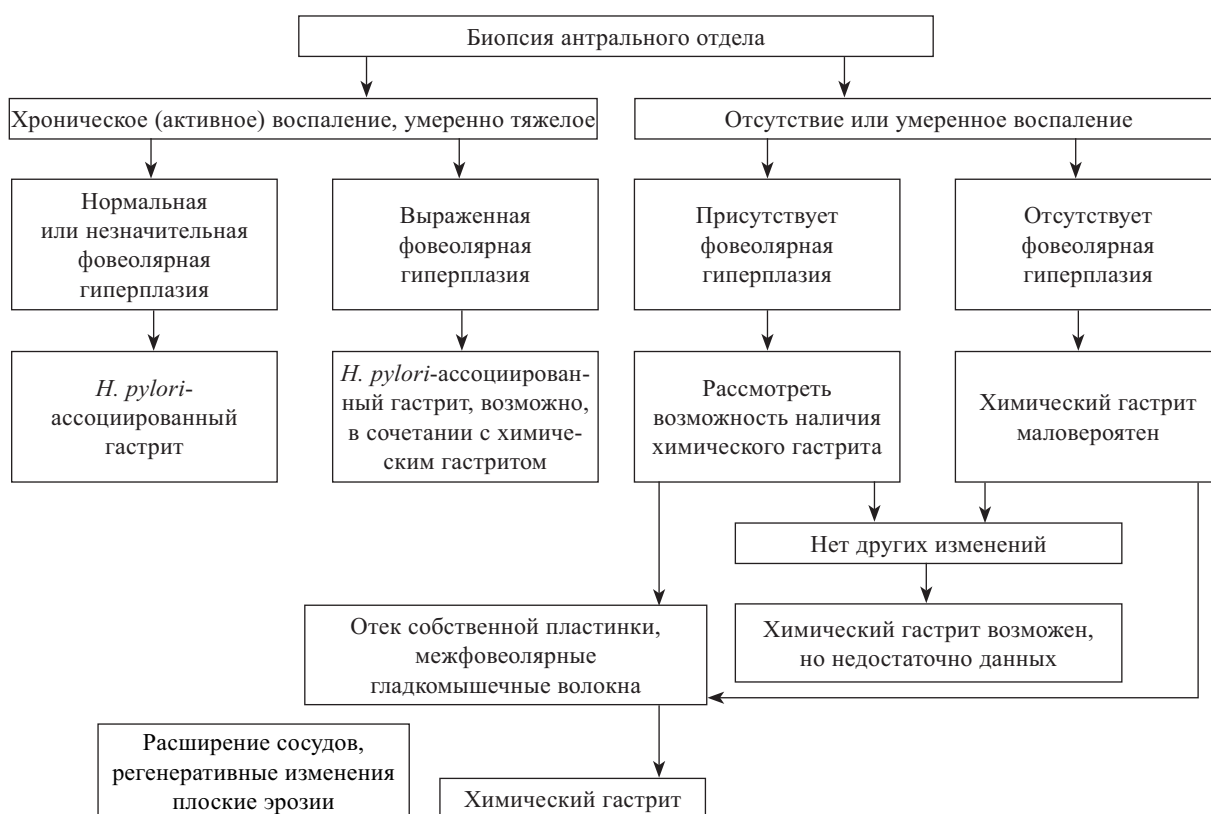 Биопсия антрального отдела
Хроническое (активное) воспаление, умеренно тяжелое
Отсутствие или умеренное воспаление
Нормальная
или незначительная
фовеолярная
гиперплазия
Выраженная
фовеолярная
гиперплазия
Присутствует
фовеолярная
гиперплазия
Отсутствует
фовеолярная
гиперплазия
H. pylori-
ассоциированный
гастрит
H. pylori-ассоциирован-
ный гастрит, возможно,
в сочетании с химиче-
ским гастритом
Рассмотреть
возможность наличия
химического гастрита
Химический гастрит
маловероятен
Нет других изменений
Отек собственной пластинки,
межфовеолярные
гладкомышечные волокна
Химический гастрит возможен,
но недостаточно данных
Расширение сосудов,
регенеративные изменения
плоские эрозии
Химический гастрит